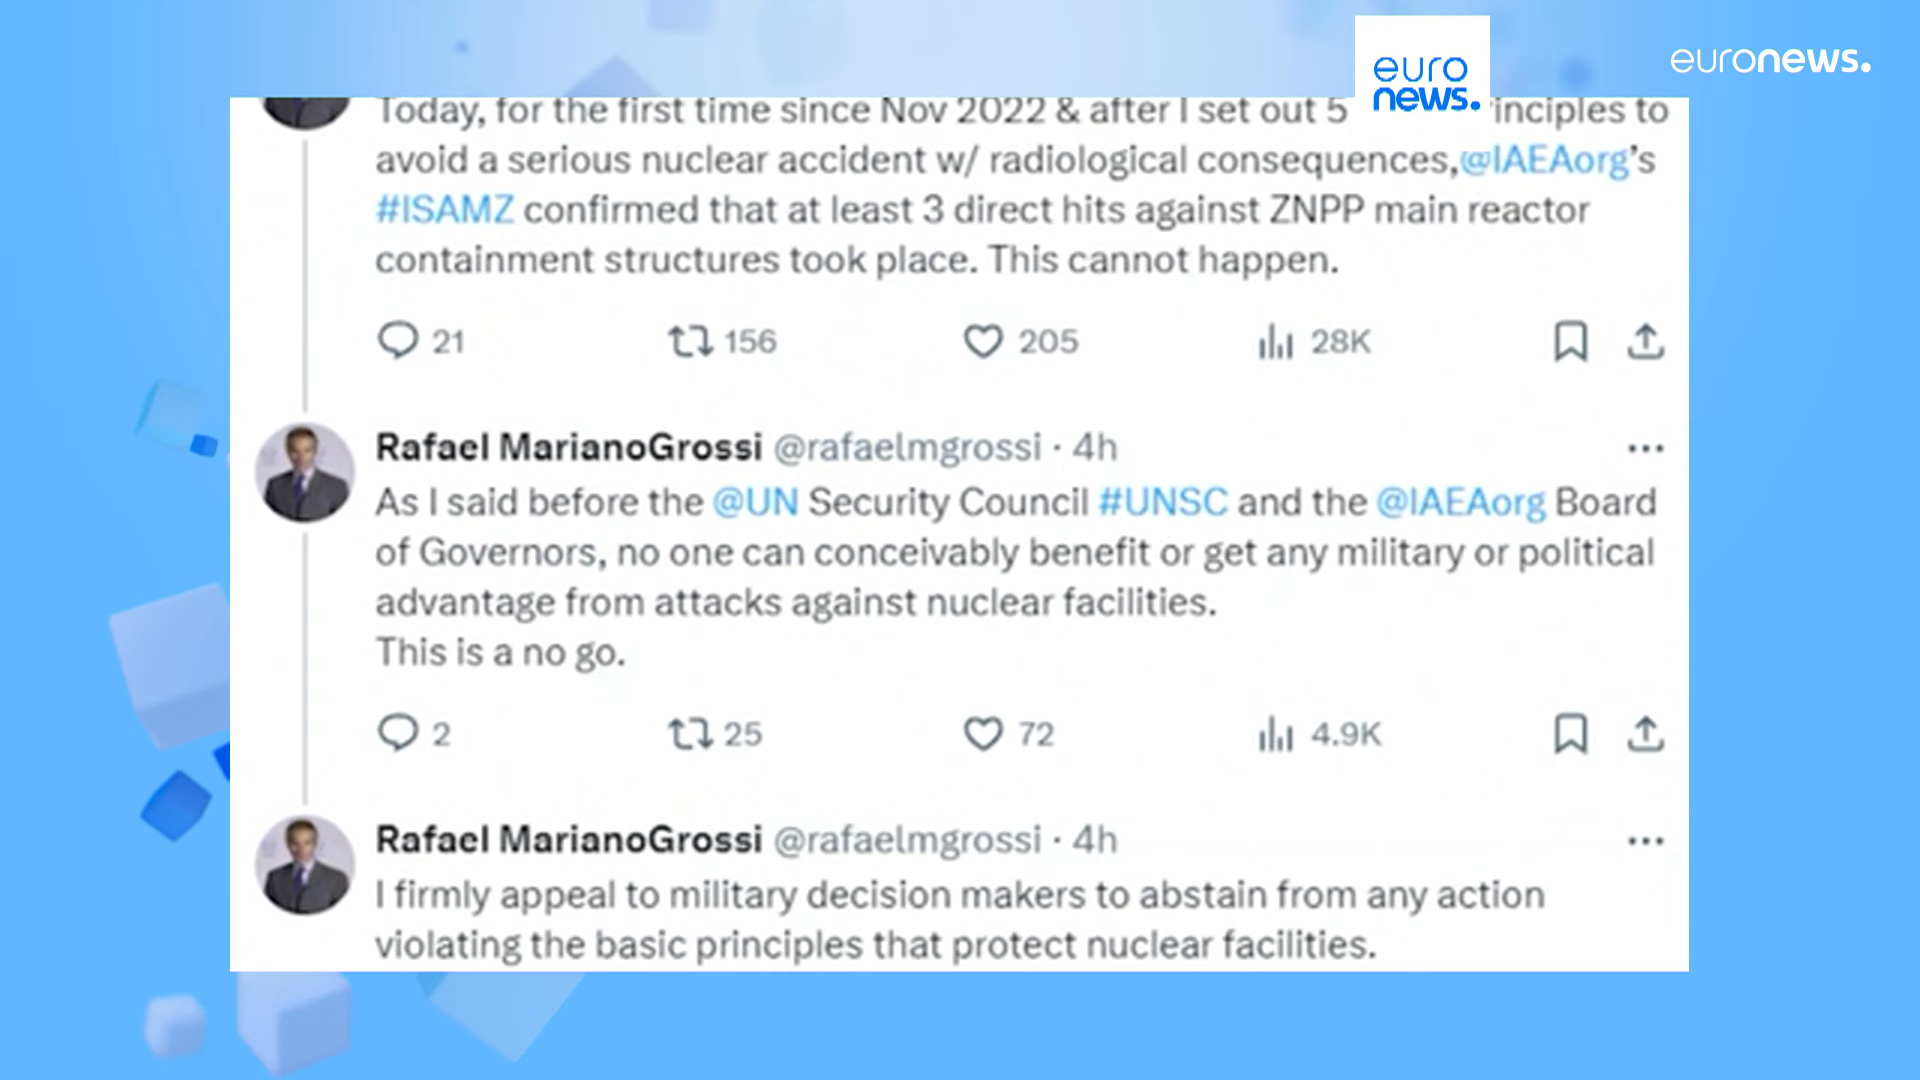 euro
news.
euronews.
Today, for the first time since Nov 2022 & after I set out 5 inciples to
avoid a serious nuclear accident w/ radiological consequences,@IAEAorg's
#ISAMZ confirmed that at least 3 direct hits against ZNPP main reactor
containment structures took place. This cannot happen.
21 156 205 28K
Rafael MarianoGrossi @rafaelmgrossi · 4h
As I said before the @UN Security Council #UNSC and the @IAEAorg Board
of Governors, no one can conceivably benefit or get any military or political
advantage from attacks against nuclear facilities.
This is a no go.
2 25 72 4.9K
Rafael MarianoGrossi @rafaelmgrossi · 4h
I firmly appeal to military decision makers to abstain from any action
violating the basic principles that protect nuclear facilities.